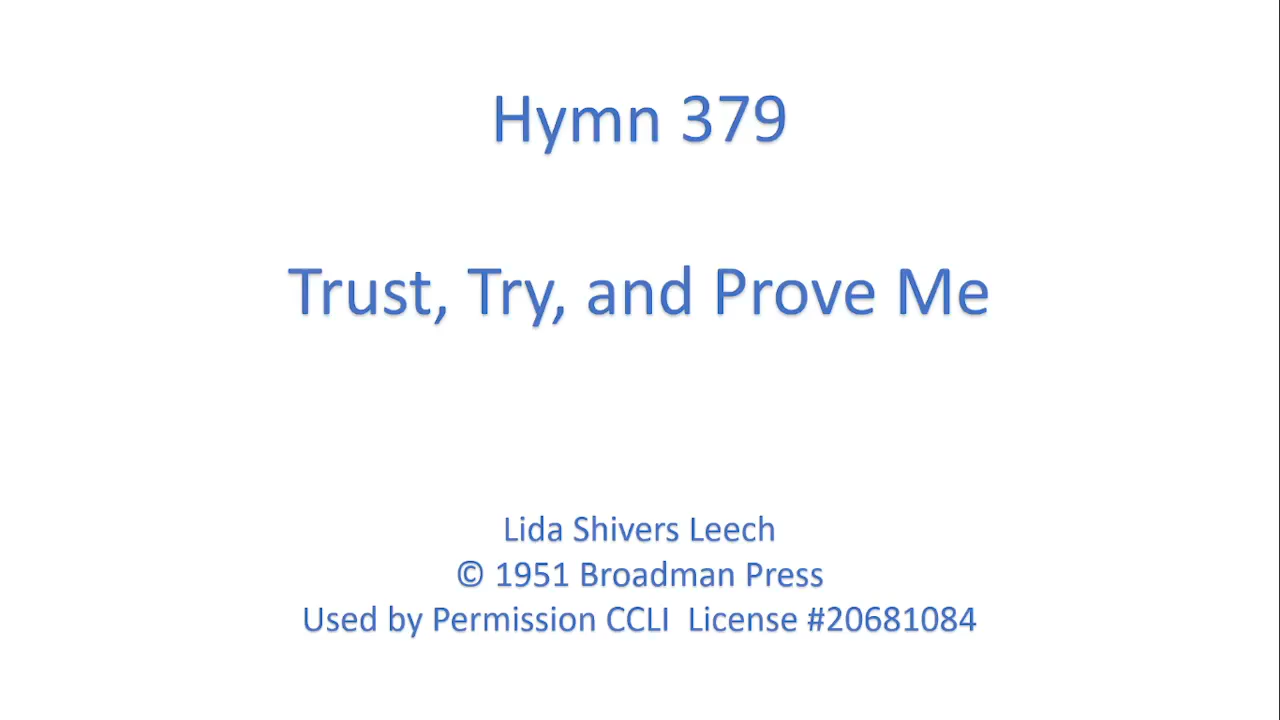 Hymn 379
Trust, Try, and Prove Me
Lida Shivers Leech
© 1951 Broadman Press
Used by Permission CCLI  License #20681084